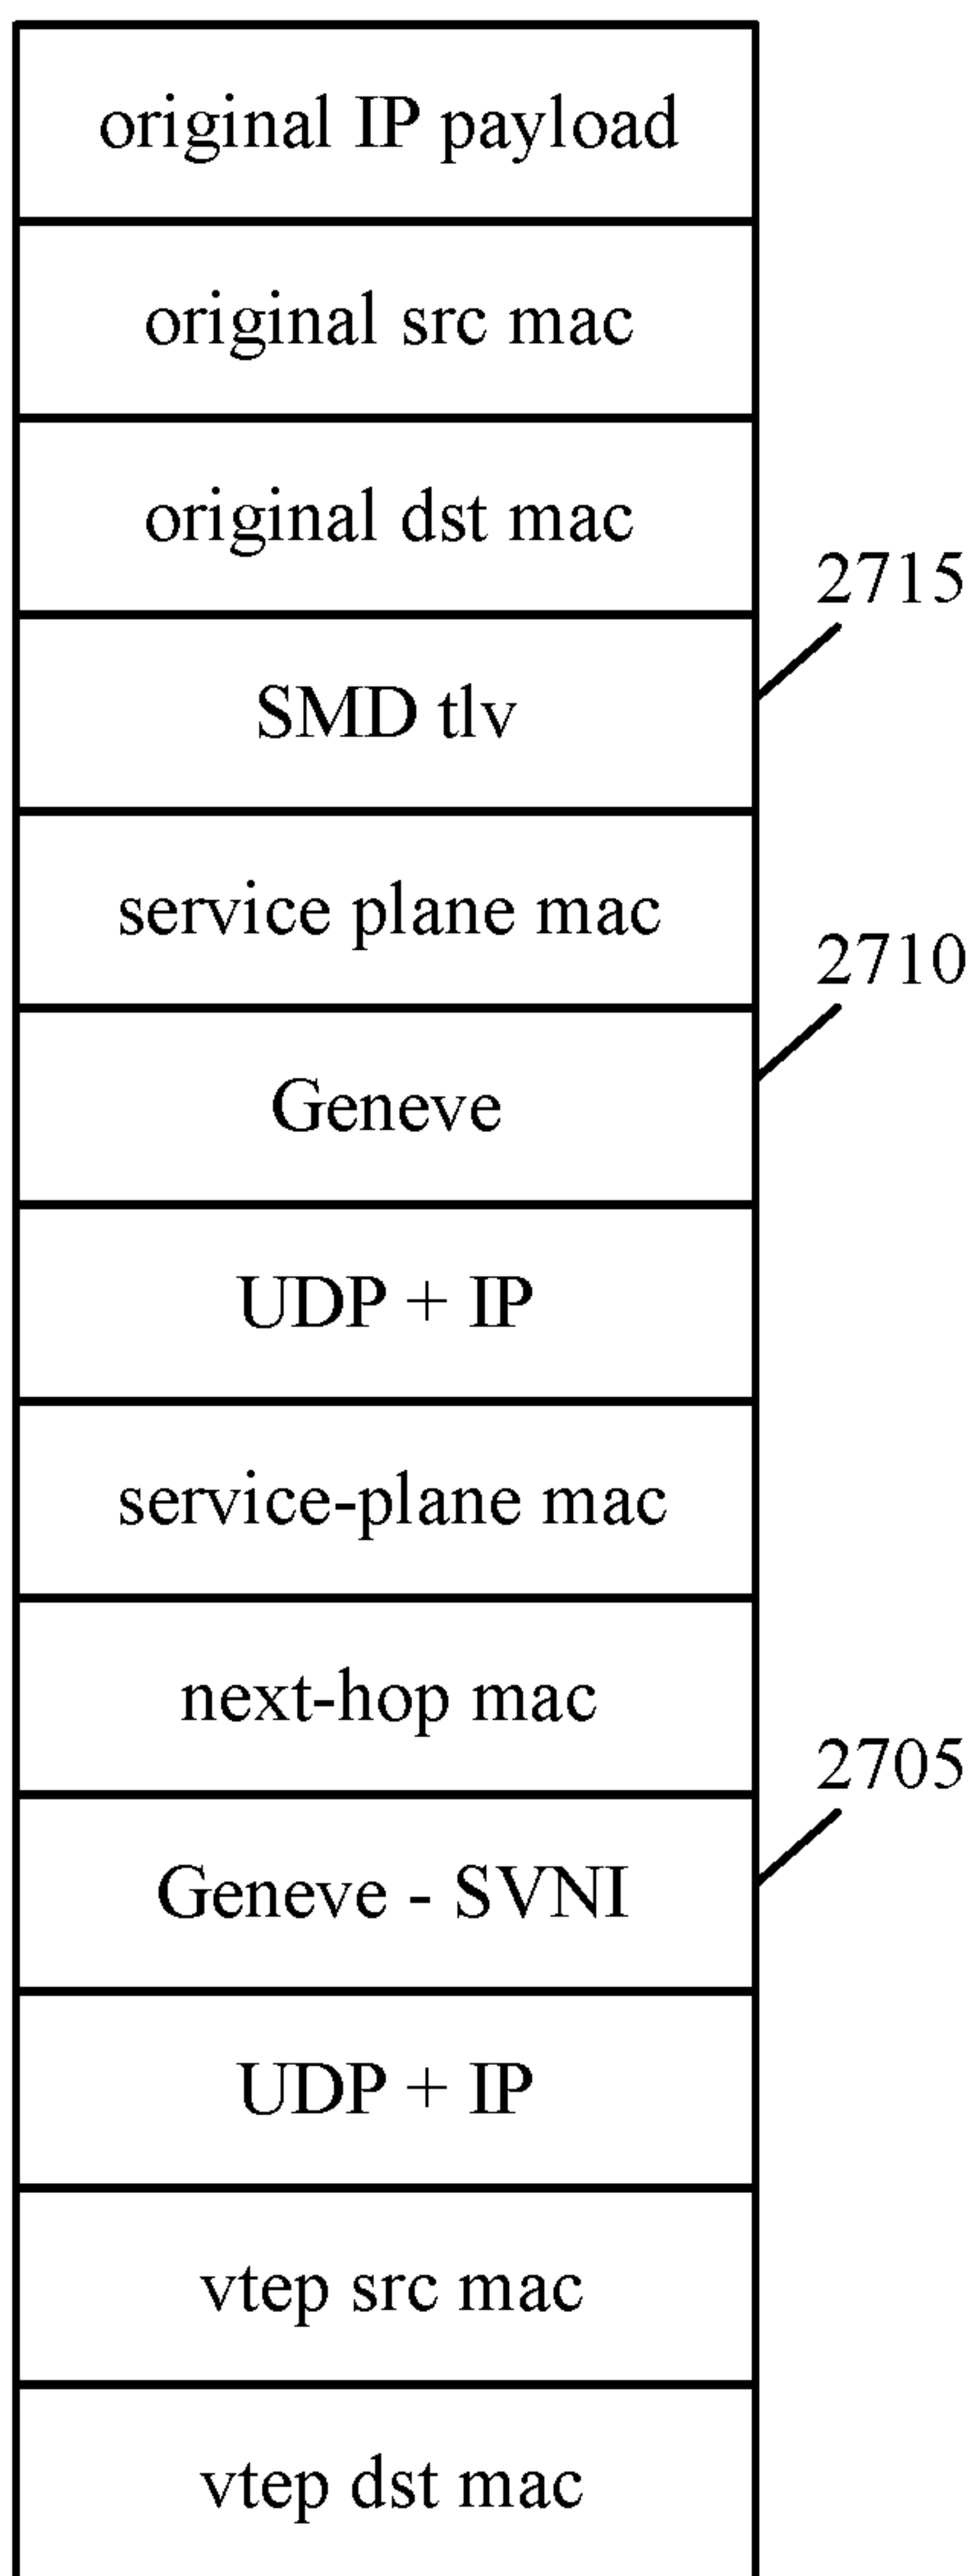 original IP payload
original src mac
original dst mac
2715
SMD tlv
service plane mac
2710
Geneve
UDP + IP
service-plane mac
next-hop mac
2705
Geneve - SVNI
UDP + IP
vtep src mac
vtep dst mac